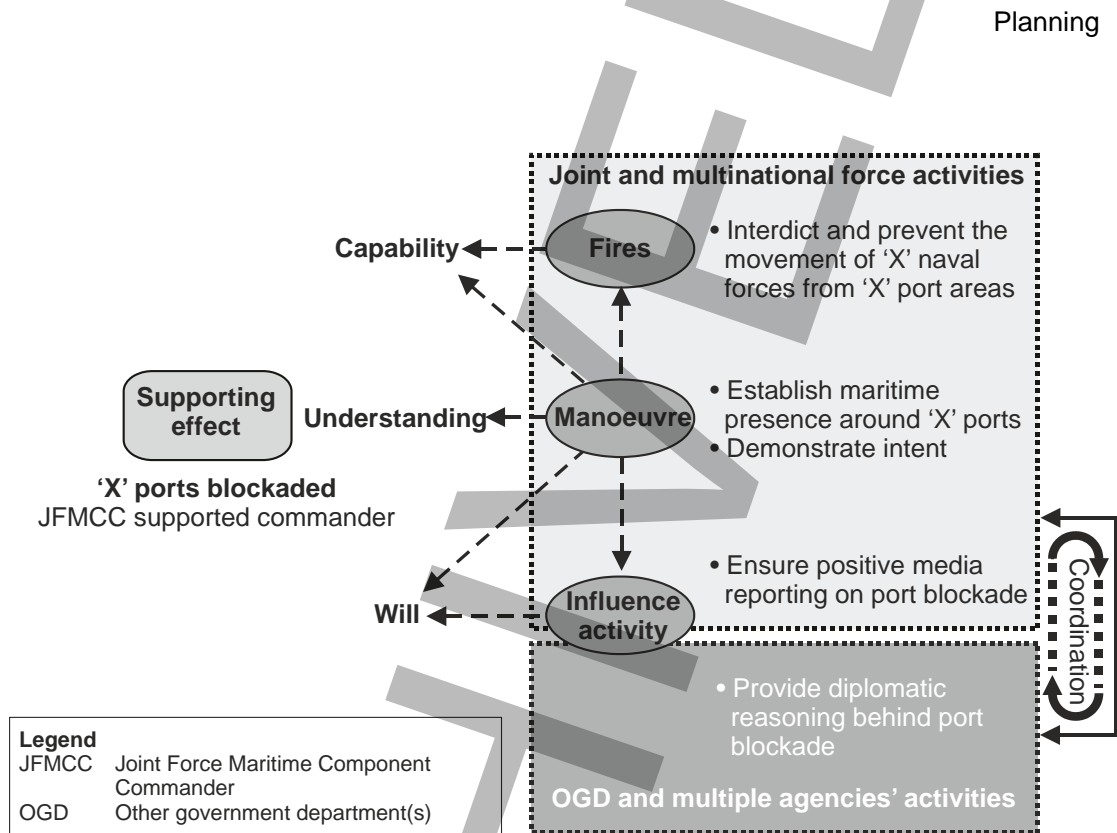 Planning
Joint and multinational force activities
Capability
Fires
• Interdict and prevent the
movement of ‘X’ naval
forces from ‘X’ port areas
Supporting
effect
‘X’ ports blockaded
JFMCC supported commander
Understanding
Manoeuvre
• Establish maritime
presence around ‘X’ ports
• Demonstrate intent
Will
Influence
activity
• Ensure positive media
reporting on port blockade
Coordination
• Provide diplomatic
reasoning behind port
blockade
OGD and multiple agencies’ activities
Legend
JFMCC Joint Force Maritime Component
Commander
OGD Other government department(s)